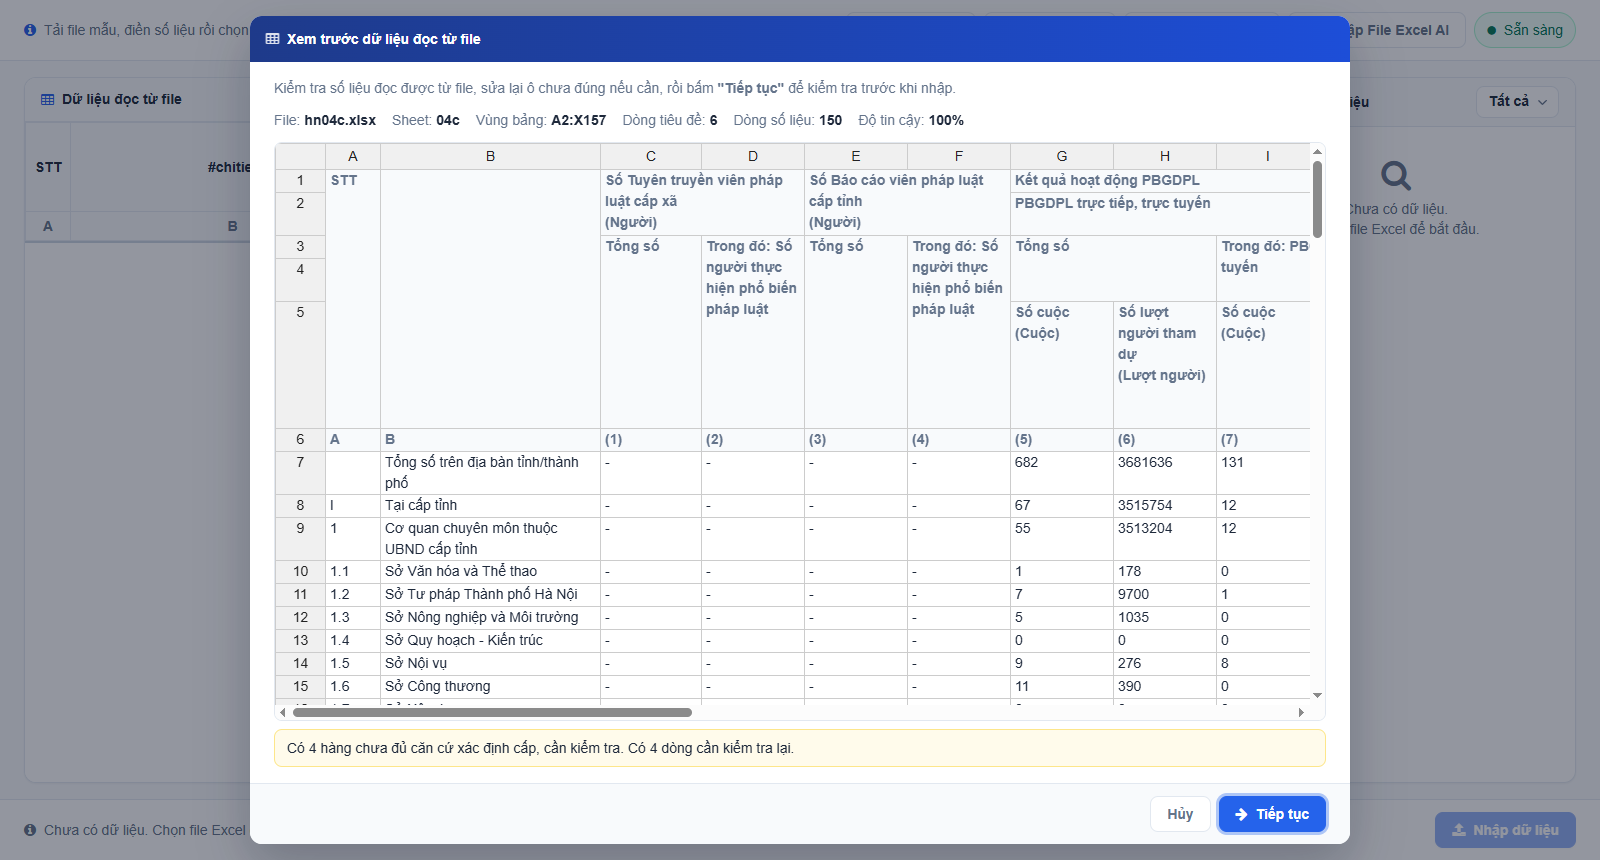 Tải file mẫu, điền số liệu rồi chọn
ập File Excel AI
Sẵn sàng
Xem trước dữ liệu đọc từ file
Kiểm tra số liệu đọc được từ file, sửa lại ô chưa đúng nếu cần, rồi bấm "Tiếp tục" để kiểm tra trước khi nhập.
File: hn04c.xlsx Sheet: 04c Vùng bảng: A2:X157 Dòng tiêu đề: 6 Dòng số liệu: 150 Độ tin cậy: 100%
Dữ liệu đọc từ file
iệu
Tất cả
STT
#chitiê
A B
Chưa có dữ liệu.
file Excel để bắt đầu.
A B C D E F G H I
1 STT Số Tuyên truyền viên pháp luật cấp xã (Người) Số Báo cáo viên pháp luật cấp tỉnh (Người) Kết quả hoạt động PBGDPL
2 PBGDPL trực tiếp, trực tuyến
3 Tổng số Trong đó: Số người thực hiện phổ biến pháp luật Tổng số Trong đó: Số người thực hiện phổ biến pháp luật Tổng số Trong đó: PBG tuyến
4
5 Số cuộc (Cuộc) Số lượt người tham dự (Lượt người) Số cuộc (Cuộc)
6 A B (1) (2) (3) (4) (5) (6) (7)
7 Tổng số trên địa bàn tỉnh/thành phố - - - - 682 3681636 131
8 I Tại cấp tỉnh - - - - 67 3515754 12
9 1 Cơ quan chuyên môn thuộc UBND cấp tỉnh - - - - 55 3513204 12
10 1.1 Sở Văn hóa và Thể thao - - - - 1 178 0
11 1.2 Sở Tư pháp Thành phố Hà Nội - - - - 7 9700 1
12 1.3 Sở Nông nghiệp và Môi trường - - - - 5 1035 0
13 1.4 Sở Quy hoạch - Kiến trúc - - - - 0 0 0
14 1.5 Sở Nội vụ - - - - 9 276 8
15 1.6 Sở Công thương - - - - 11 390 0
Có 4 hàng chưa đủ căn cứ xác định cấp, cần kiểm tra. Có 4 dòng cần kiểm tra lại.
Hủy
Tiếp tục
Chưa có dữ liệu. Chọn file Excel
Nhập dữ liệu